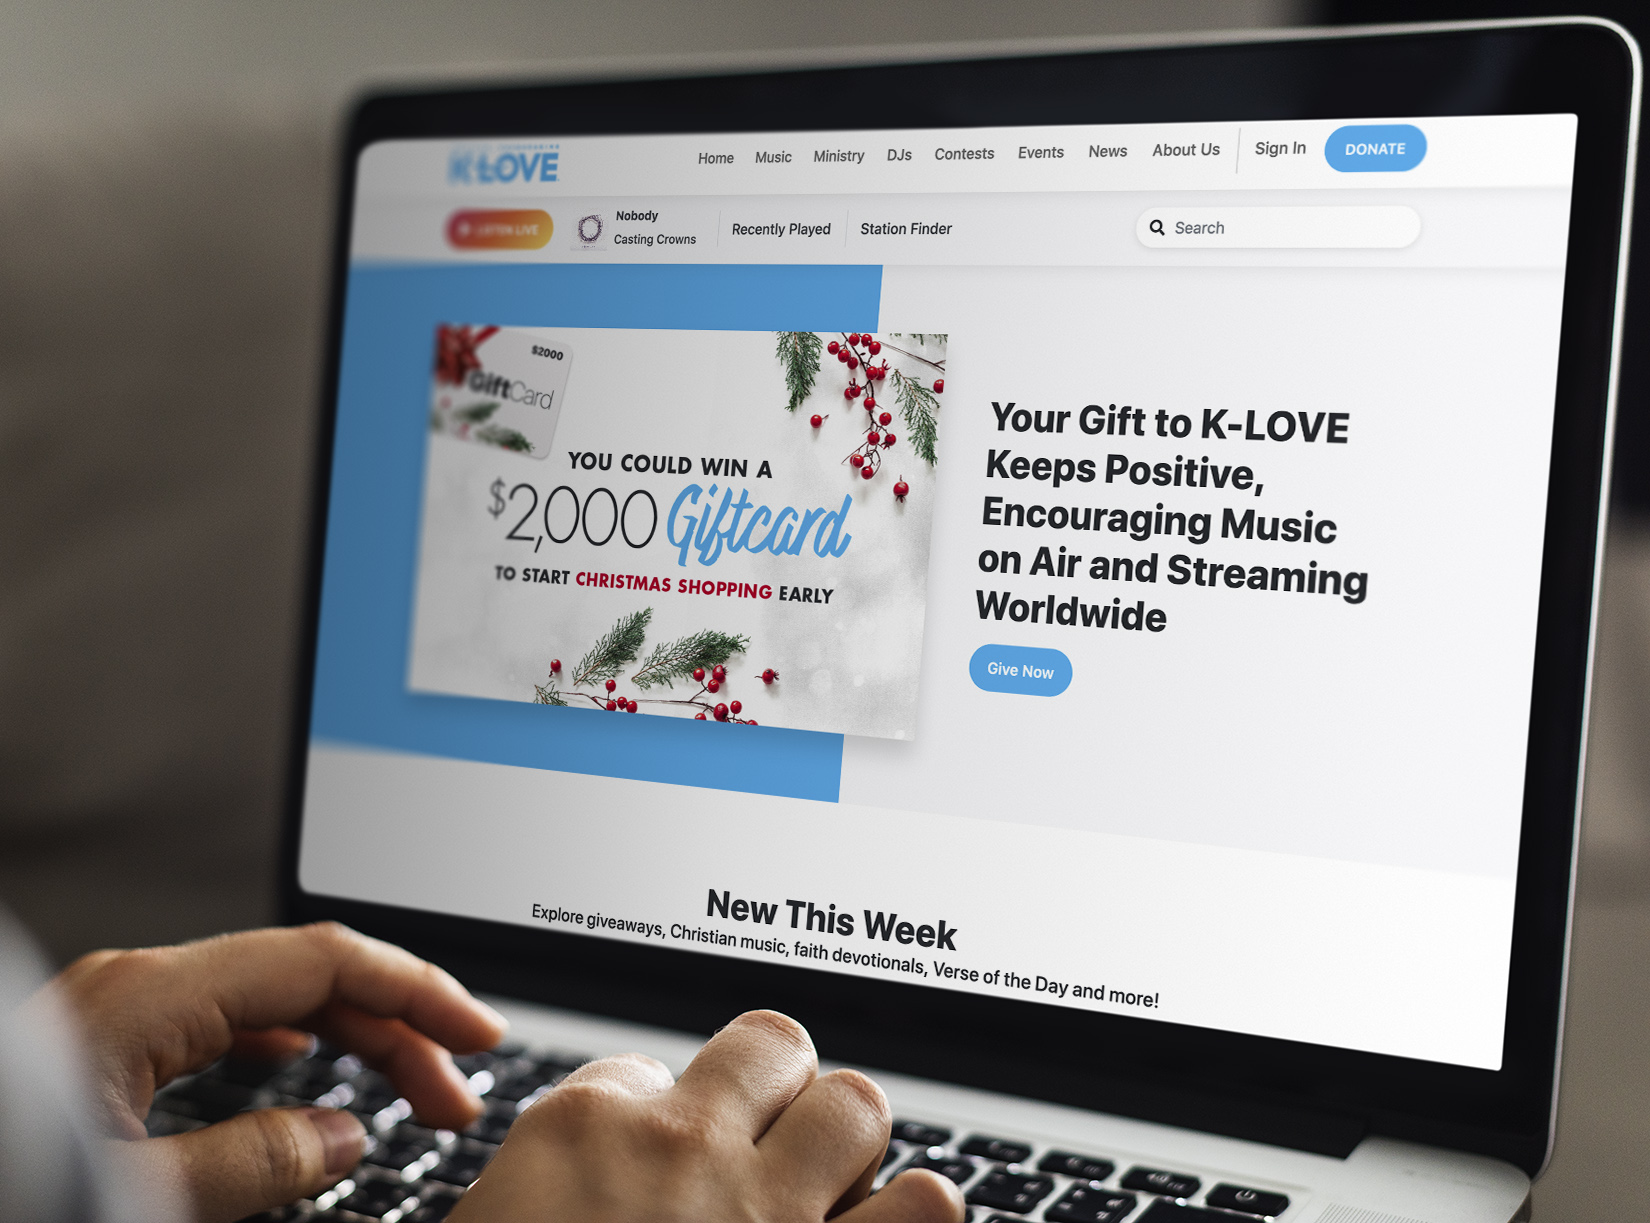 K-LOVE
Home Music Ministry DJs Contests Events News About Us Sign In DONATE
LISTEN LIVE
Nobody
Casting Crowns
Recently Played Station Finder
Search
$2000
GiftCard
YOU COULD WIN A
$2,000 Giftcard
TO START CHRISTMAS SHOPPING EARLY
Your Gift to K-LOVE
Keeps Positive,
Encouraging Music
on Air and Streaming
Worldwide
Give Now
New This Week
Explore giveaways, Christian music, faith devotionals, Verse of the Day and more!